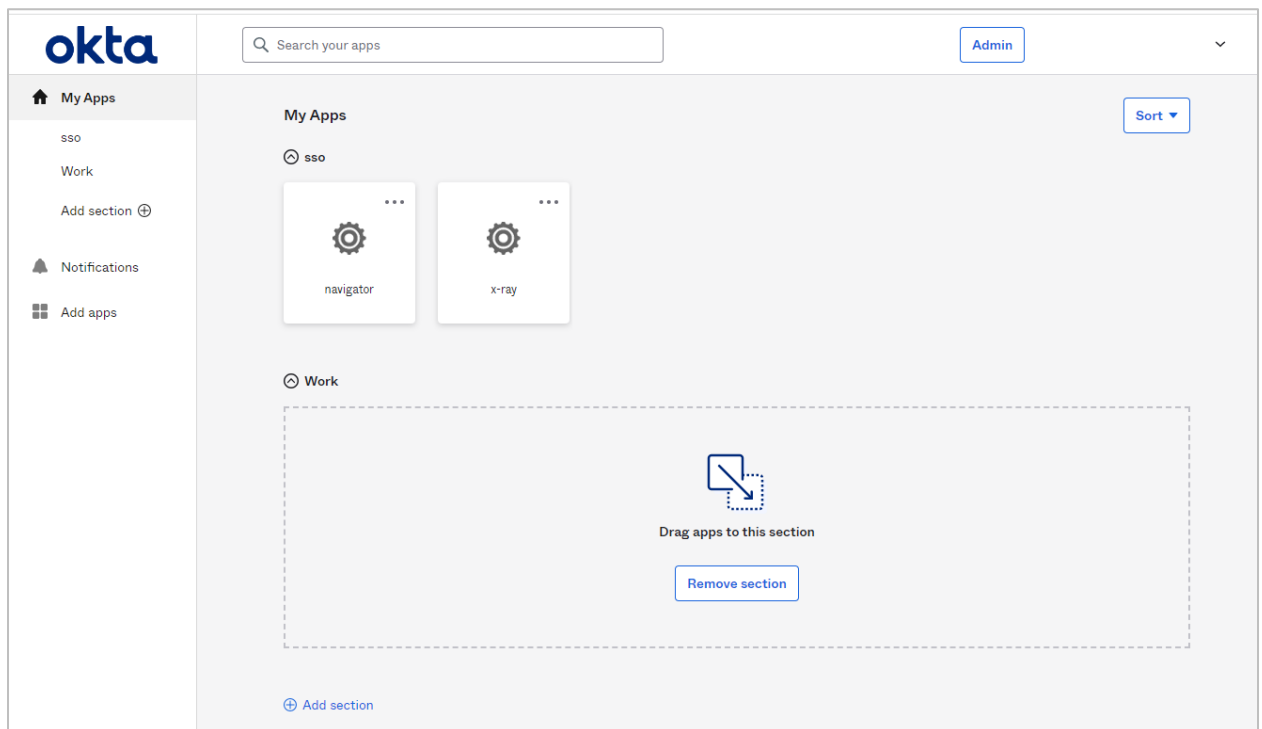 okta
Search your apps
Admin
My Apps
sso
Work
Add section
Notifications
Add apps
My Apps
Sort
sso
navigator
x-ray
Work
Drag apps to this section
Remove section
Add section